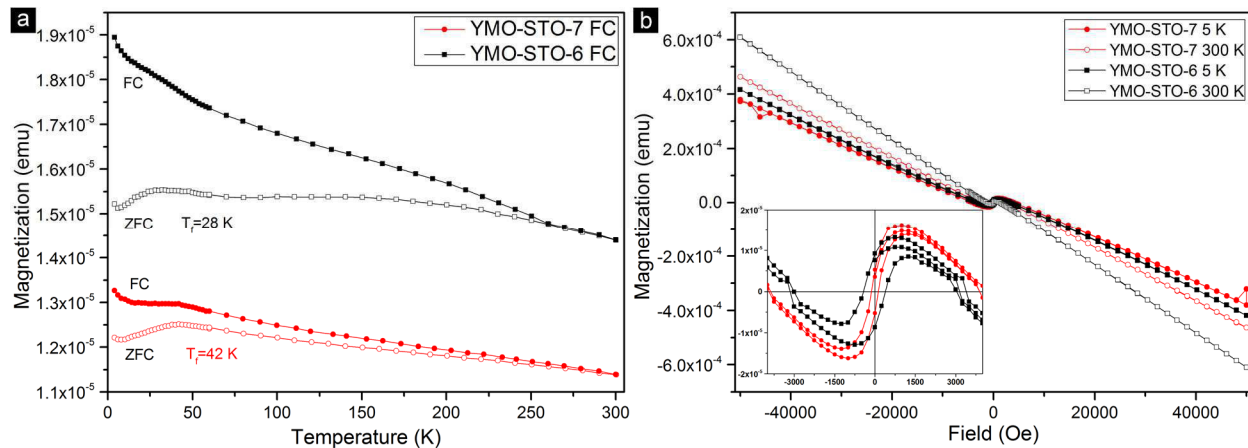 a
YMO-STO-7 FC
YMO-STO-6 FC
1.9x10⁻⁵
1.8x10⁻⁵
1.7x10⁻⁵
1.6x10⁻⁵
1.5x10⁻⁵
1.4x10⁻⁵
1.3x10⁻⁵
1.2x10⁻⁵
1.1x10⁻⁵
Magnetization (emu)
FC
ZFC
T_f=28 K
FC
ZFC
T_f=42 K
0 50 100 150 200 250 300
Temperature (K)
b
YMO-STO-7 5 K
YMO-STO-7 300 K
YMO-STO-6 5 K
YMO-STO-6 300 K
6.0x10⁻⁴
4.0x10⁻⁴
2.0x10⁻⁴
0.0
-2.0x10⁻⁴
-4.0x10⁻⁴
-6.0x10⁻⁴
Magnetization (emu)
2x10⁻⁵
1x10⁻⁵
0
-1x10⁻⁵
-2x10⁻⁵
-3000 -1500 0 1500 3000
-40000 -20000 0 20000 40000
Field (Oe)